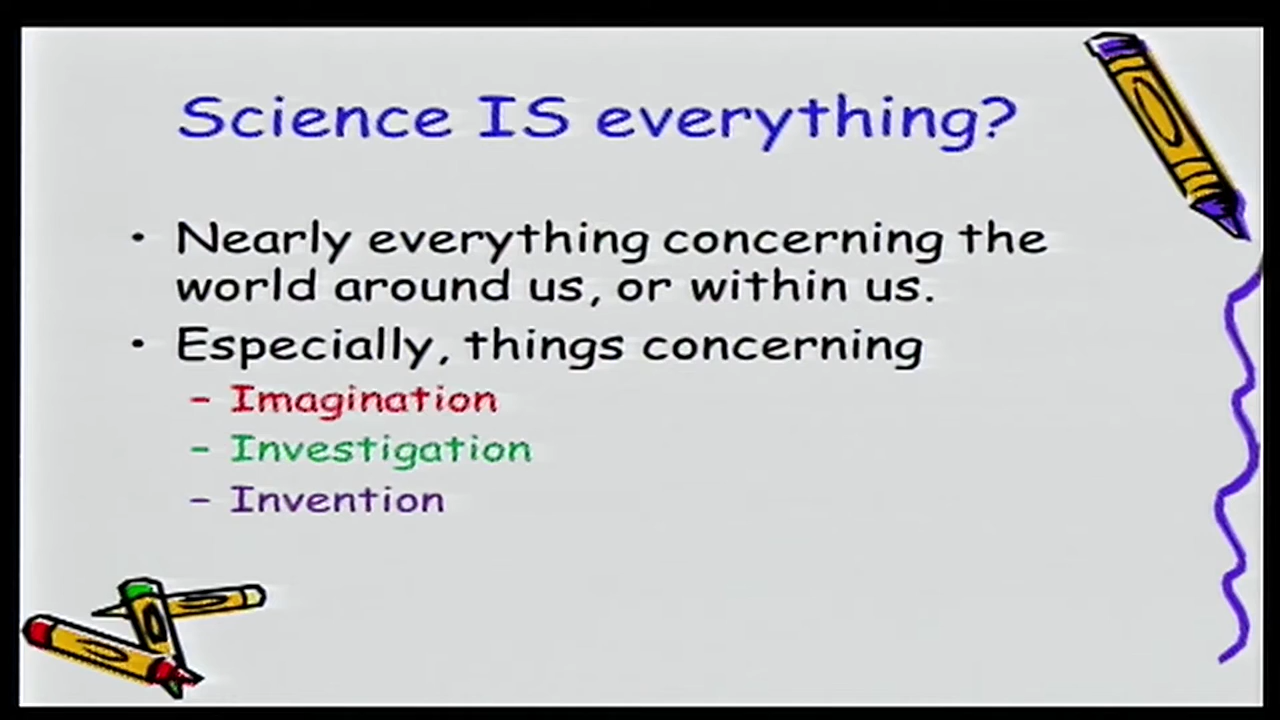 Science IS everything?
• Nearly everything concerning the
world around us, or within us.
• Especially, things concerning
– Imagination
– Investigation
– Invention